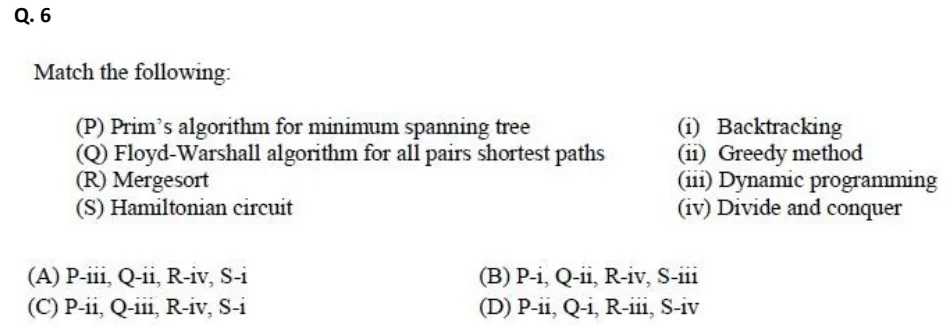 Q. 6
Match the following:
(P) Prim's algorithm for minimum spanning tree (i) Backtracking
(Q) Floyd-Warshall algorithm for all pairs shortest paths (ii) Greedy method
(R) Mergesort (iii) Dynamic programming
(S) Hamiltonian circuit (iv) Divide and conquer
(A) P-iii, Q-ii, R-iv, S-i (B) P-i, Q-ii, R-iv, S-iii
(C) P-ii, Q-iii, R-iv, S-i (D) P-ii, Q-i, R-iii, S-iv